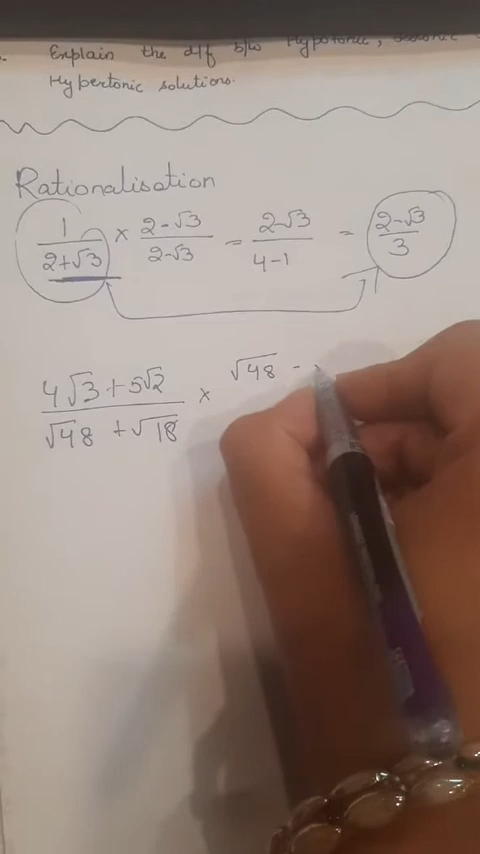 Explain the diff b/w Hypotonic,
Hypertonic solutions.
Rationalisation
1/(2+√3) × (2-√3)/(2-√3) = (2-√3)/(4-1) = (2-√3)/3
(4√3+5√2)/(√48 +√18) × √48 -